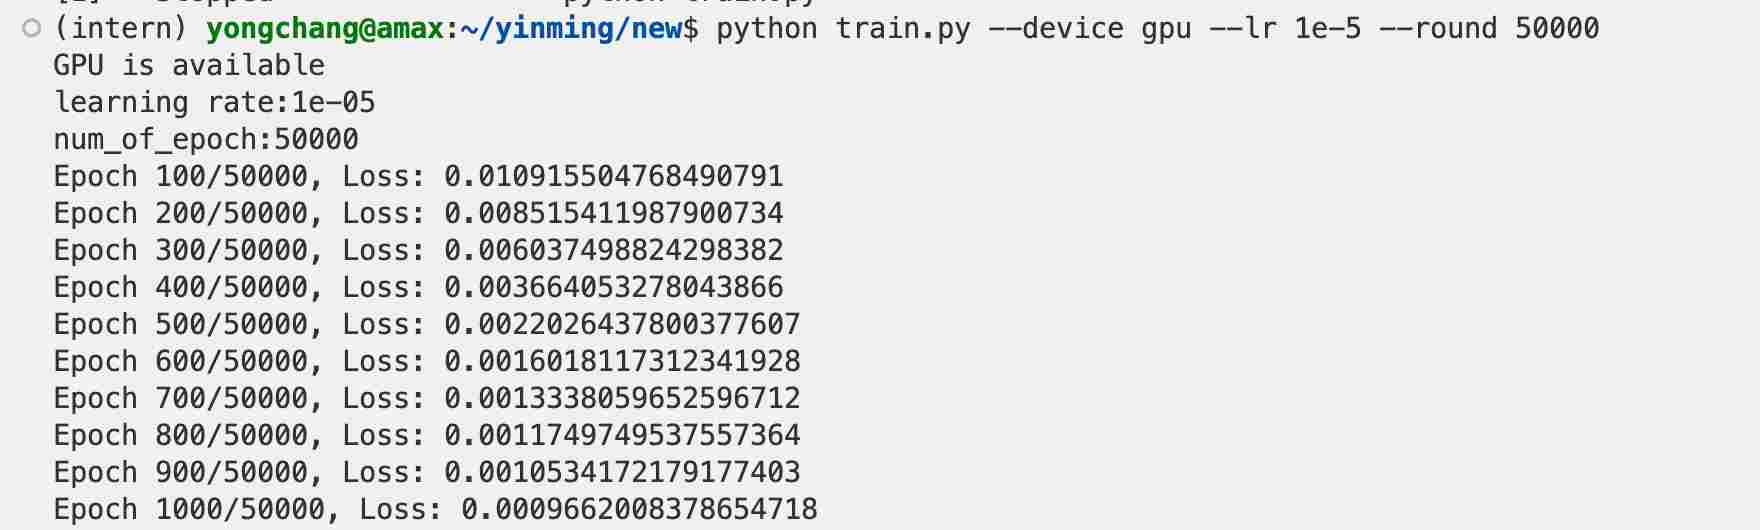 (intern) yongchang@amax:~/yinming/new$ python train.py --device gpu --lr 1e-5 --round 50000
GPU is available
learning rate:1e-05
num_of_epoch:50000
Epoch 100/50000, Loss: 0.010915504768490791
Epoch 200/50000, Loss: 0.008515411987900734
Epoch 300/50000, Loss: 0.006037498824298382
Epoch 400/50000, Loss: 0.003664053278043866
Epoch 500/50000, Loss: 0.0022026437800377607
Epoch 600/50000, Loss: 0.0016018117312341928
Epoch 700/50000, Loss: 0.0013338059652596712
Epoch 800/50000, Loss: 0.0011749749537557364
Epoch 900/50000, Loss: 0.0010534172179177403
Epoch 1000/50000, Loss: 0.0009662008378654718